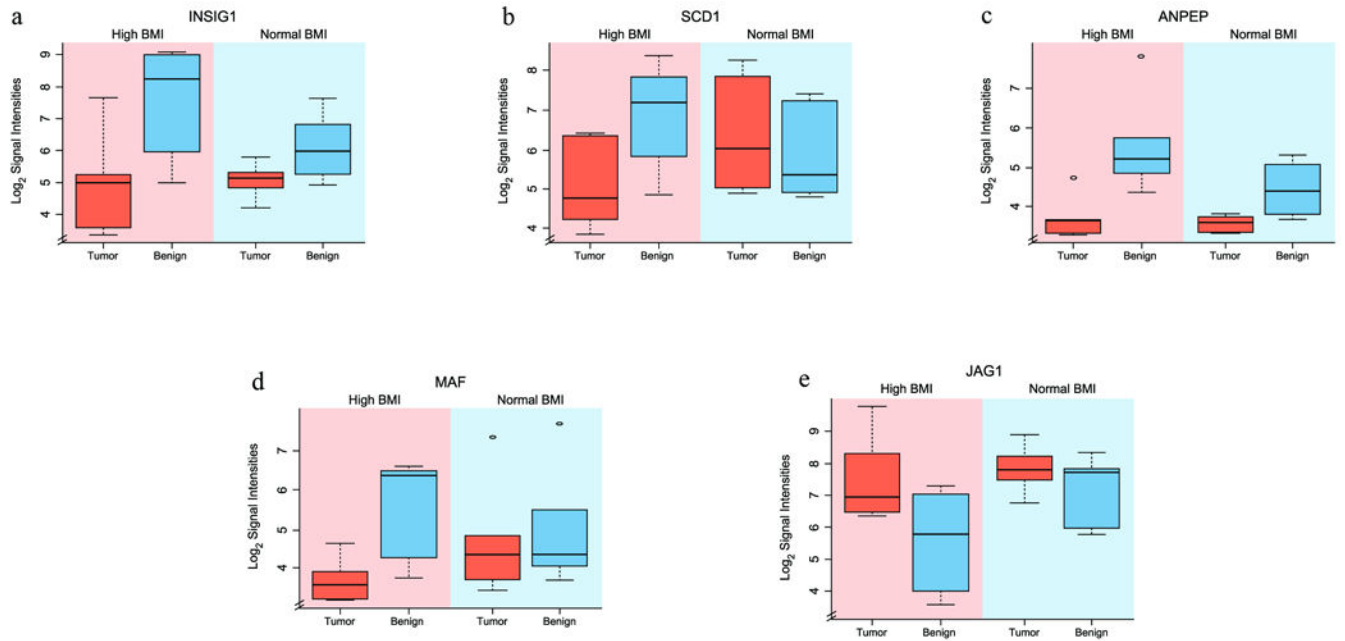 a
INSIG1
High BMI
Normal BMI
Log2 Signal Intensities
9
8
7
6
5
4
Tumor
Benign
Tumor
Benign
b
SCD1
High BMI
Normal BMI
Log2 Signal Intensities
8
7
6
5
4
Tumor
Benign
Tumor
Benign
c
ANPEP
High BMI
Normal BMI
Log2 Signal Intensities
7
6
5
4
Tumor
Benign
Tumor
Benign
d
MAF
High BMI
Normal BMI
Log2 Signal Intensities
7
6
5
4
Tumor
Benign
Tumor
Benign
e
JAG1
High BMI
Normal BMI
Log2 Signal Intensities
9
8
7
6
5
4
Tumor
Benign
Tumor
Benign